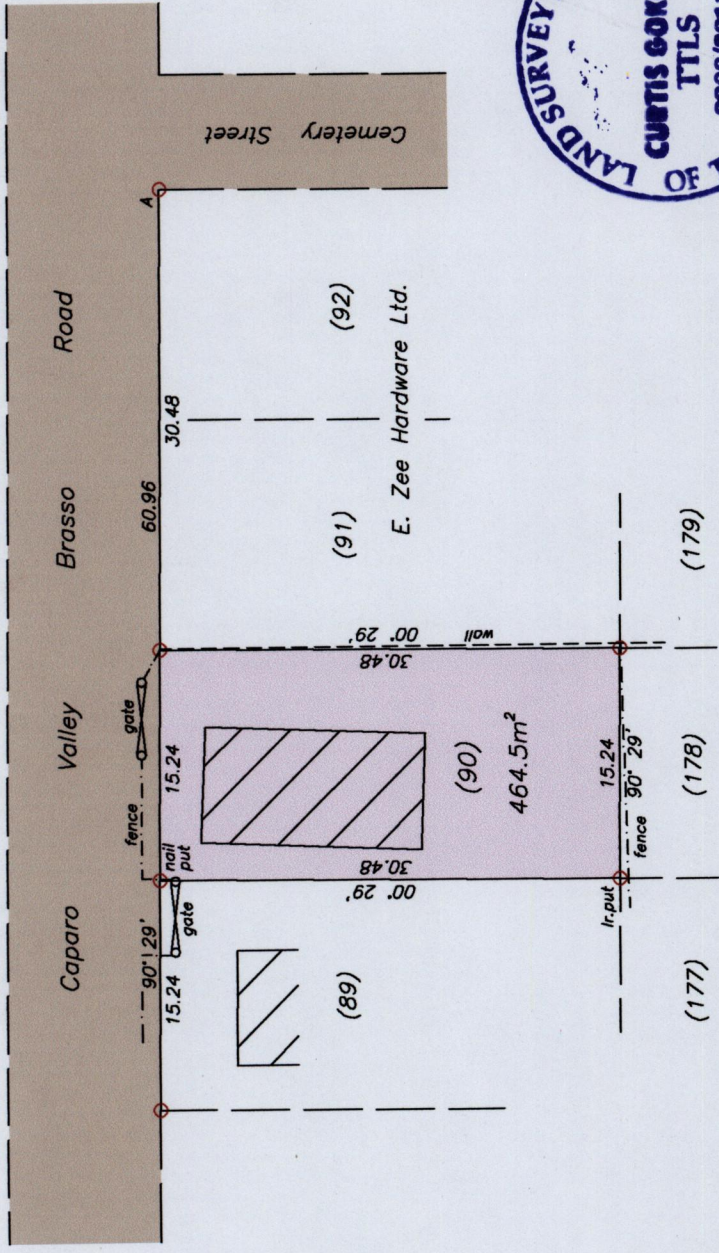 Caparo Valley Brasso Road
Cemetery Street
A
60.96
30.48
90° 29'
15.24
fence
gate
nail put
15.24
gate
(89)
00° 29'
30.48
(90)
464.5m²
30.48
00° 29'
wall
(91)
(92)
E. Zee Hardware Ltd.
Ir.put
15.24
90° 29'
fence
(177)
(178)
(179)
LAND SURVEY
CURTIS GOK
TTLS
OF T